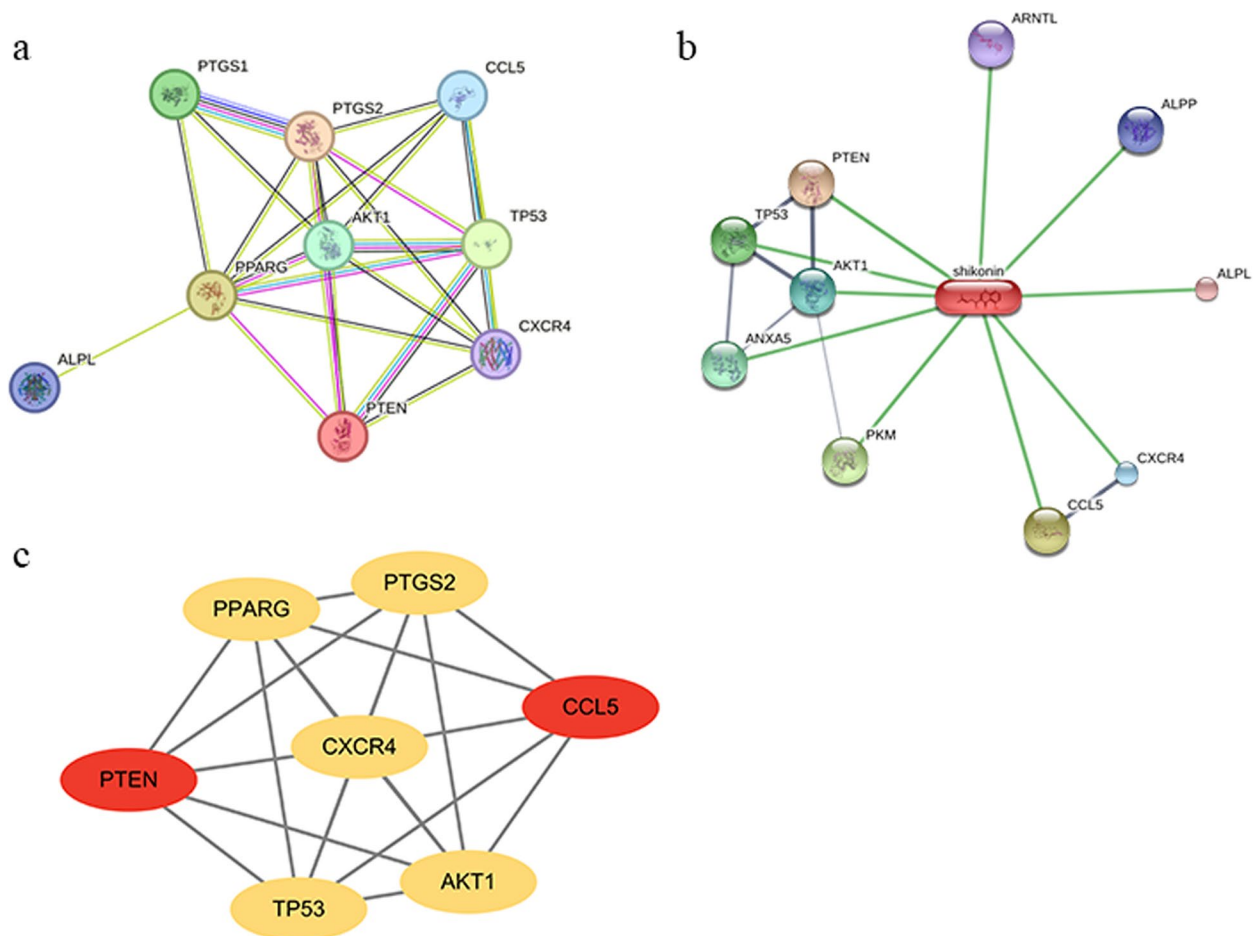 a
PTGS1
CCL5
PTGS2
TP53
AKT1
PPARG
CXCR4
ALPL
PTEN
b
ARNTL
ALPP
PTEN
TP53
AKT1
shikonin
ALPL
ANXA5
PKM
CXCR4
CCL5
c
PTGS2
PPARG
CCL5
CXCR4
PTEN
AKT1
TP53